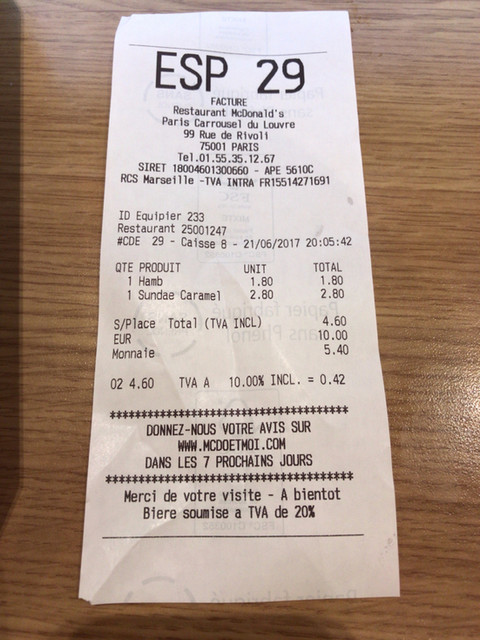 ESP 29
FACTURE
Restaurant McDonald's
Paris Carrousel du Louvre
99 Rue de Rivoli
75001 PARIS
Tel.01.55.35.12.67
SIRET 18004601300660 - APE 5610C
RCS Marseille -TVA INTRA FR15514271691
ID Equipier 233
Restaurant 25001247
#CDE 29 - Caisse 8 - 21/06/2017 20:05:42
QTE PRODUIT UNIT TOTAL
1 Hamb 1.80 1.80
1 Sundae Caramel 2.80 2.80
S/Place Total (TVA INCL) 4.60
EUR 10.00
Monnaie 5.40
02 4.60 TVA A 10.00% INCL. = 0.42
****************************************
DONNEZ-NOUS VOTRE AVIS SUR
WWW.MCDOETMOI.COM
DANS LES 7 PROCHAINS JOURS
****************************************
Merci de votre visite - A bientot
Biere soumise a TVA de 20%